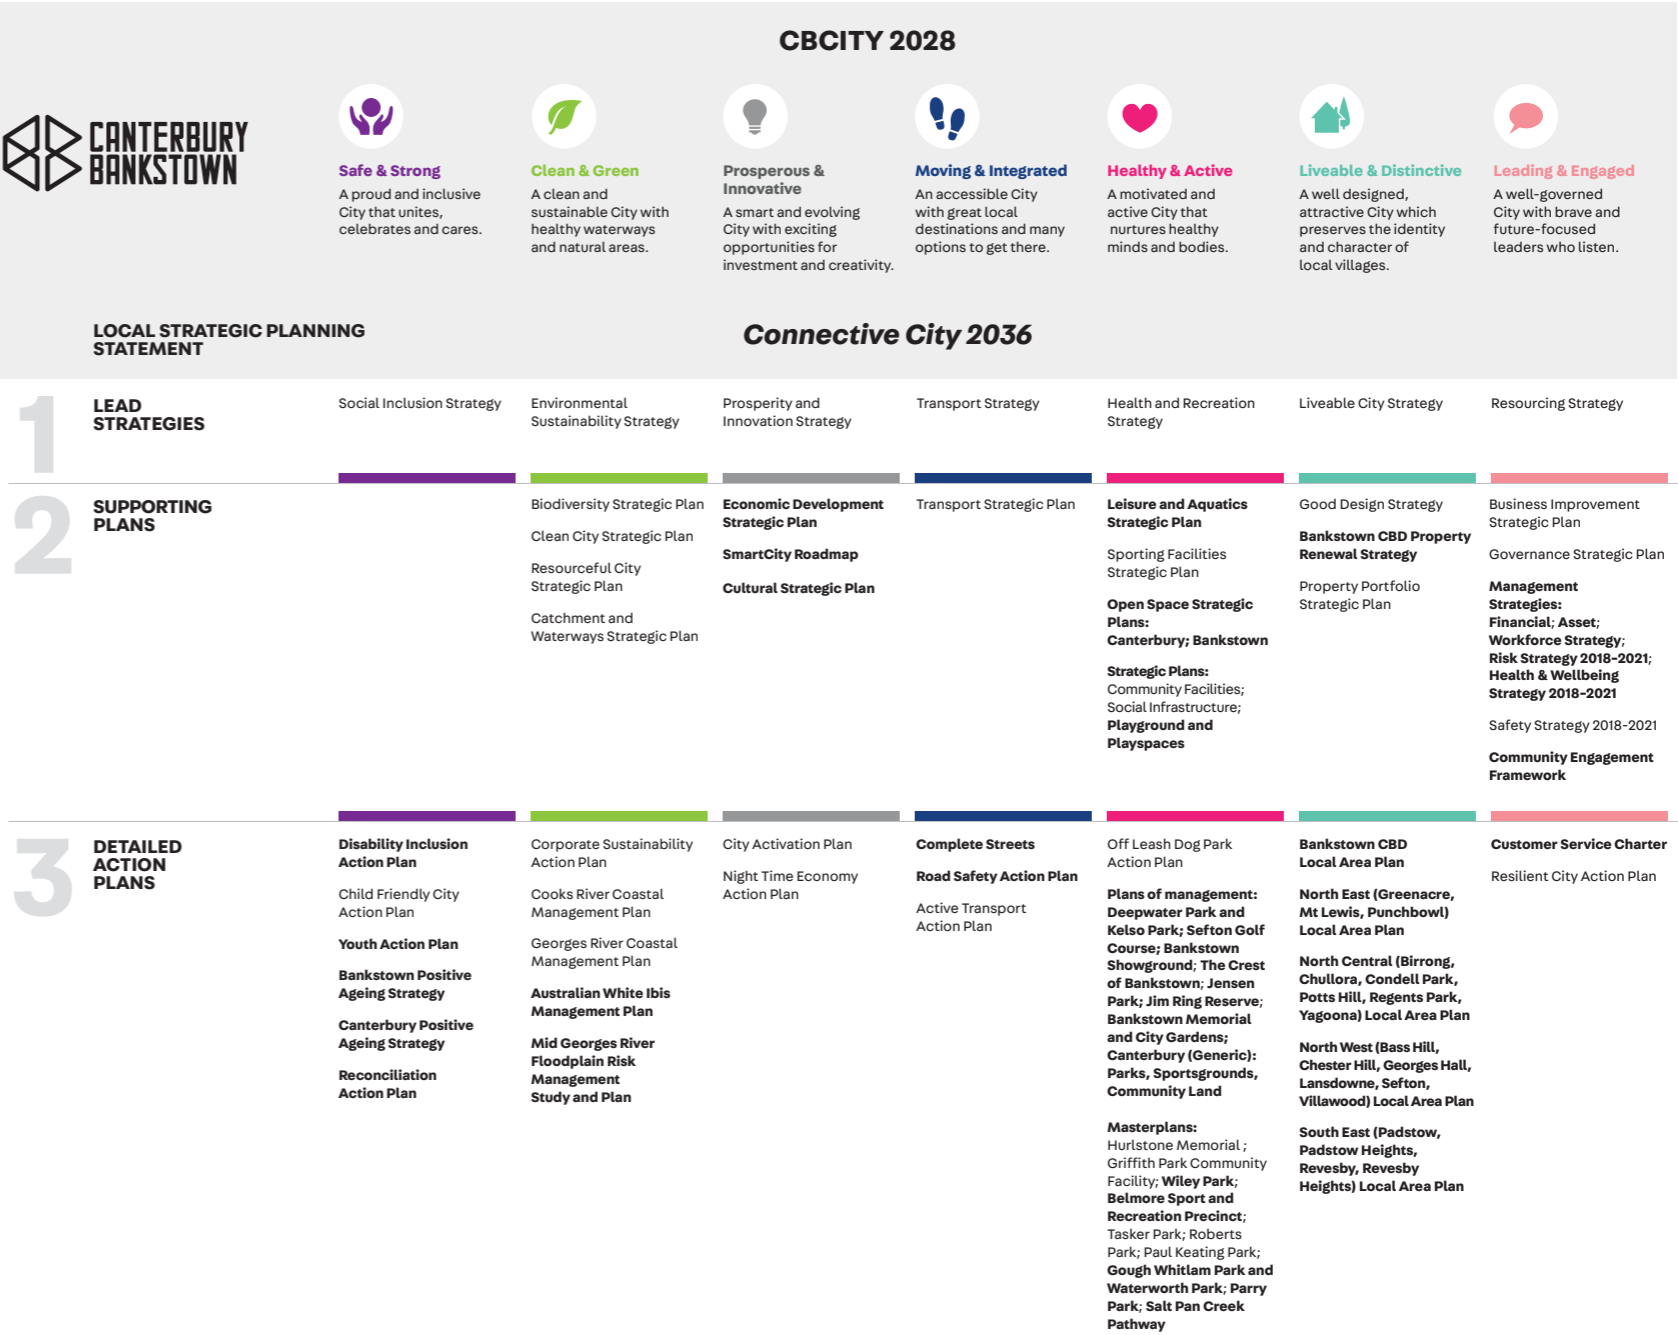 CBCITY 2028
CANTERBURY
BANKSTOWN
Safe & Strong
A proud and inclusive
City that unites,
celebrates and cares.
Clean & Green
A clean and
sustainable City with
healthy waterways
and natural areas.
Prosperous &
Innovative
A smart and evolving
City with exciting
opportunities for
investment and creativity.
Moving & Integrated
An accessible City
with great local
destinations and many
options to get there.
Healthy & Active
A motivated and
active City that
nurtures healthy
minds and bodies.
Liveable & Distinctive
A well designed,
attractive City which
preserves the identity
and character of
local villages.
Leading & Engaged
A well-governed
City with brave and
future-focused
leaders who listen.
LOCAL STRATEGIC PLANNING
STATEMENT
Connective City 2036
1
LEAD
STRATEGIES
Social Inclusion Strategy
Environmental
Sustainability Strategy
Prosperity and
Innovation Strategy
Transport Strategy
Health and Recreation
Strategy
Liveable City Strategy
Resourcing Strategy
2
SUPPORTING
PLANS
Biodiversity Strategic Plan
Clean City Strategic Plan
Resourceful City
Strategic Plan
Catchment and
Waterways Strategic Plan
Economic Development
Strategic Plan
SmartCity Roadmap
Cultural Strategic Plan
Transport Strategic Plan
Leisure and Aquatics
Strategic Plan
Sporting Facilities
Strategic Plan
Open Space Strategic
Plans:
Canterbury; Bankstown
Strategic Plans:
Community Facilities;
Social Infrastructure;
Playground and
Playspaces
Good Design Strategy
Bankstown CBD Property
Renewal Strategy
Property Portfolio
Strategic Plan
Business Improvement
Strategic Plan
Governance Strategic Plan
Management
Strategies:
Financial; Asset;
Workforce Strategy;
Risk Strategy 2018-2021;
Health & Wellbeing
Strategy 2018-2021
Safety Strategy 2018-2021
Community Engagement
Framework
3
DETAILED
ACTION
PLANS
Disability Inclusion
Action Plan
Child Friendly City
Action Plan
Youth Action Plan
Bankstown Positive
Ageing Strategy
Canterbury Positive
Ageing Strategy
Reconciliation
Action Plan
Corporate Sustainability
Action Plan
Cooks River Coastal
Management Plan
Georges River Coastal
Management Plan
Australian White Ibis
Management Plan
Mid Georges River
Floodplain Risk
Management
Study and Plan
City Activation Plan
Night Time Economy
Action Plan
Complete Streets
Road Safety Action Plan
Active Transport
Action Plan
Off Leash Dog Park
Action Plan
Plans of management:
Deepwater Park and
Kelso Park; Sefton Golf
Course; Bankstown
Showground; The Crest
of Bankstown; Jensen
Park; Jim Ring Reserve;
Bankstown Memorial
and City Gardens;
Canterbury (Generic):
Parks, Sportsgrounds,
Community Land
Masterplans:
Hurlstone Memorial ;
Griffith Park Community
Facility; Wiley Park;
Belmore Sport and
Recreation Precinct;
Tasker Park; Roberts
Park; Paul Keating Park;
Gough Whitlam Park and
Waterworth Park; Parry
Park; Salt Pan Creek
Pathway
Bankstown CBD
Local Area Plan
North East (Greenacre,
Mt Lewis, Punchbowl)
Local Area Plan
North Central (Birrong,
Chullora, Condell Park,
Potts Hill, Regents Park,
Yagoona) Local Area Plan
North West (Bass Hill,
Chester Hill, Georges Hall,
Lansdowne, Sefton,
Villawood) Local Area Plan
South East (Padstow,
Padstow Heights,
Revesby, Revesby
Heights) Local Area Plan
Customer Service Charter
Resilient City Action Plan